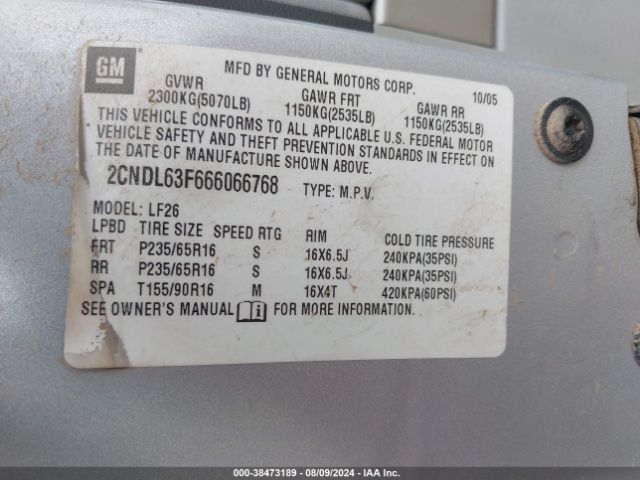 GM
MFD BY GENERAL MOTORS CORP. 10/05
GVWR GAWR FRT GAWR RR
2300KG(5070LB) 1150KG(2535LB) 1150KG(2535LB)
THIS VEHICLE CONFORMS TO ALL APPLICABLE U.S. FEDERAL MOTOR
VEHICLE SAFETY AND THEFT PREVENTION STANDARDS IN EFFECT ON
THE DATE OF MANUFACTURE SHOWN ABOVE.
2CNDL63F666066768 TYPE: M.P.V.
MODEL: LF26
LPBD TIRE SIZE SPEED RTG RIM COLD TIRE PRESSURE
FRT P235/65R16 S 16X6.5J 240KPA(35PSI)
RR P235/65R16 S 16X6.5J 240KPA(35PSI)
SPA T155/90R16 M 16X4T 420KPA(60PSI)
SEE OWNER'S MANUAL i FOR MORE INFORMATION.
000-38473189 - 08/09/2024 - IAA Inc.